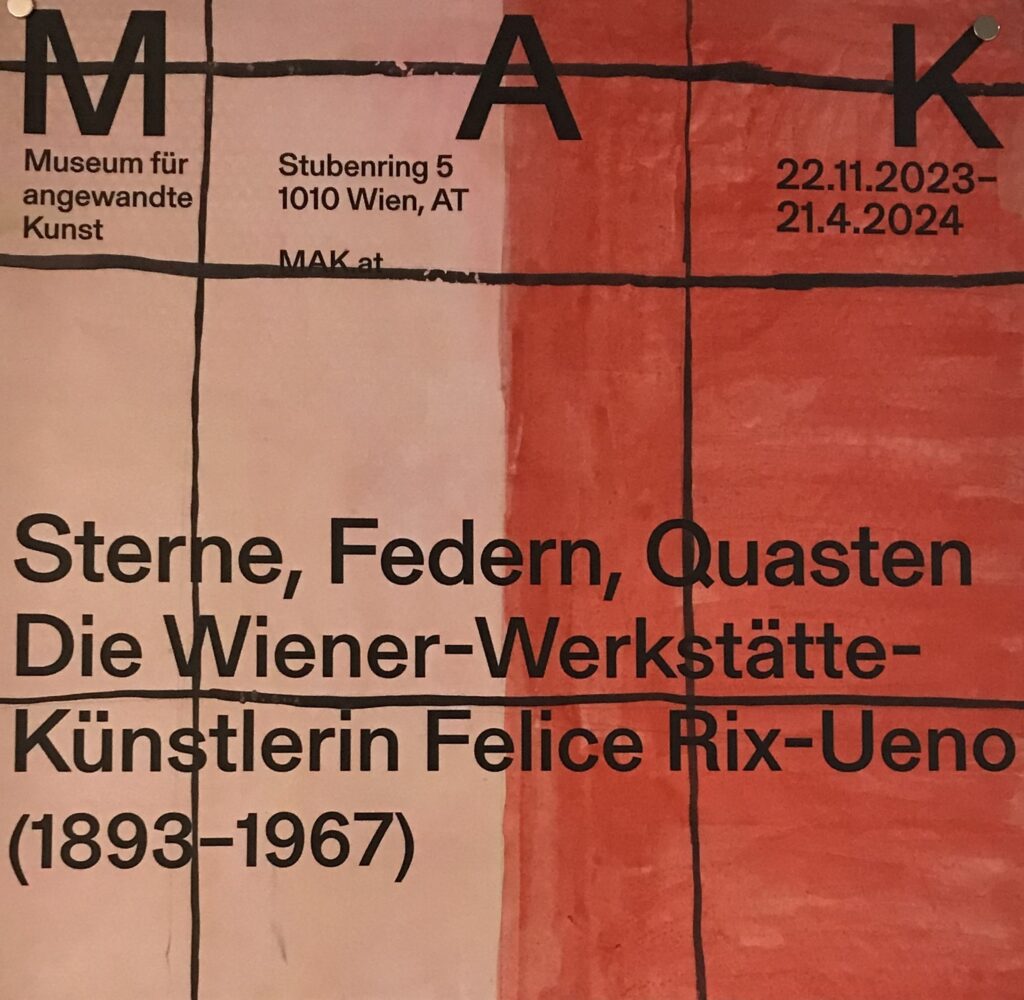 M A K
Museum für
angewandte
Kunst
Stubenring 5
1010 Wien, AT
MAK.at
22.11.2023–
21.4.2024
Sterne, Federn, Quasten
Die Wiener-Werkstätte-
Künstlerin Felice Rix-Ueno
(1893–1967)